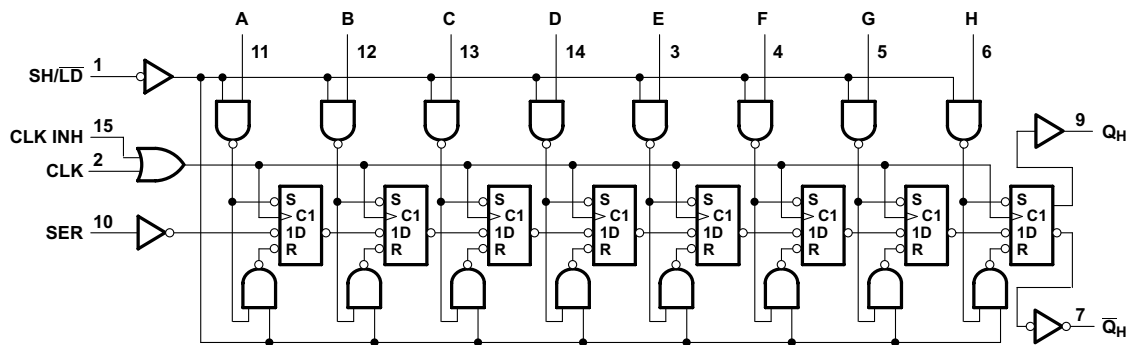 A B C D E F G H
11 12 13 14 3 4 5 6
SH/LD 1
CLK INH 15
CLK 2
SER 10
9 QH
S S S S S S S S
C1 C1 C1 C1 C1 C1 C1 C1
1D 1D 1D 1D 1D 1D 1D 1D
R R R R R R R R
7 QH